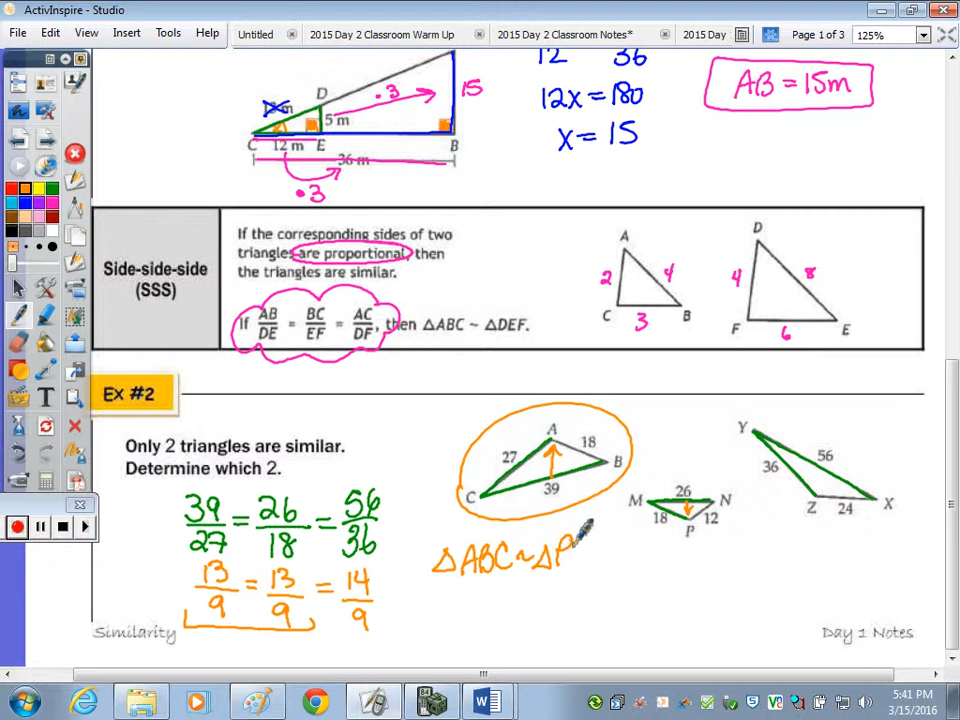 ActivInspire - Studio
File Edit View Insert Tools Help
Untitled 2015 Day 2 Classroom Warm Up 2015 Day 2 Classroom Notes* 2015 Day Page 1 of 3 125%
12 36
12x = 180
x = 15
AB = 15m
D
.3
15
5 m
C 12 m E B
36 m
.3
Side-side-side
(SSS)
If the corresponding sides of two
triangles are proportional, then
the triangles are similar.
If AB/DE = BC/EF = AC/DF, then △ABC ~ △DEF.
A
2 4
C 3 B
D
4 8
F 6 E
Ex #2
Only 2 triangles are similar.
Determine which 2.
39/27 = 26/18 = 56/36
13/9 = 13/9 = 14/9
A
27 18
B
39
C
M 26 N
18 12
P
Y
56
36
Z 24 X
△ABC ~ △P
Similarity
Day 1 Notes
84
W
5:41 PM
3/15/2016